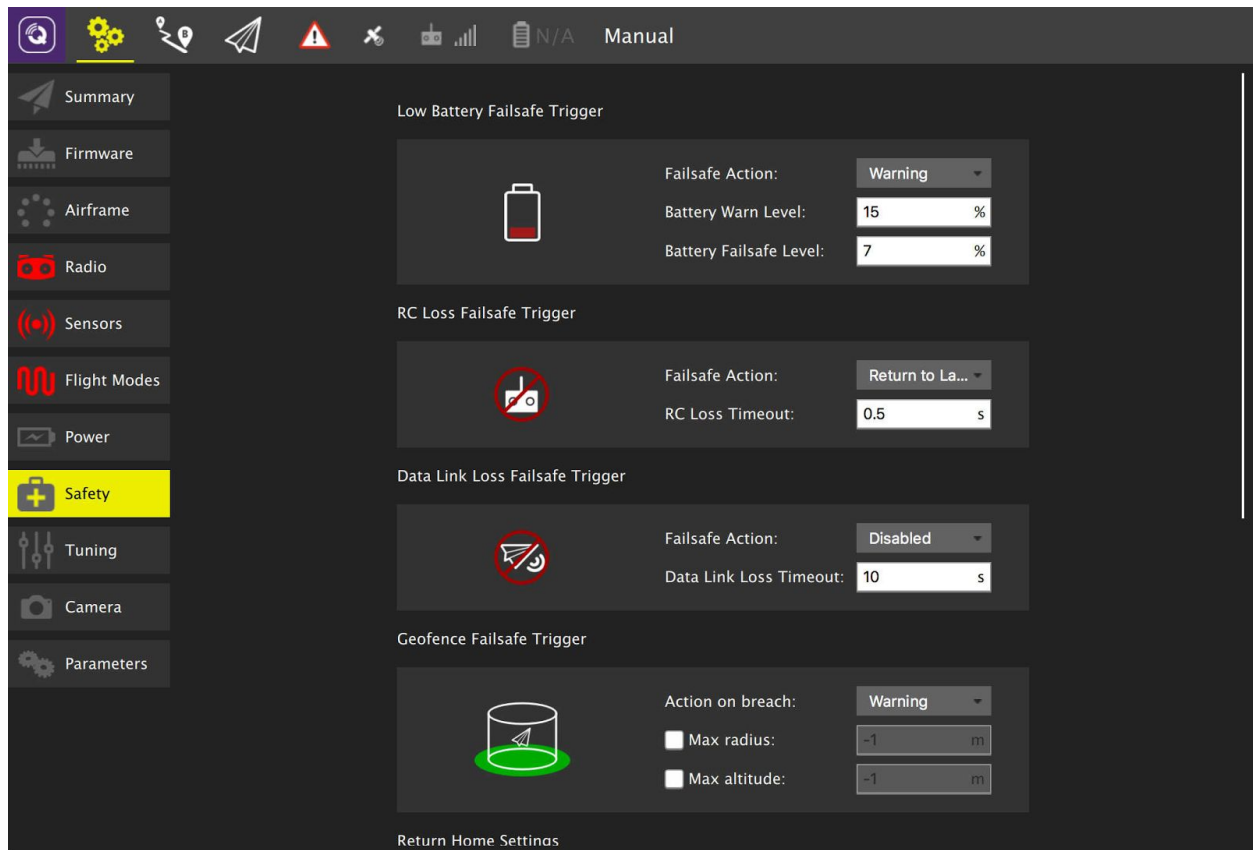 N/A
Manual
Summary
Firmware
Airframe
Radio
Sensors
Flight Modes
Power
Safety
Tuning
Camera
Parameters
Low Battery Failsafe Trigger
Failsafe Action: Warning
Battery Warn Level: 15 %
Battery Failsafe Level: 7 %
RC Loss Failsafe Trigger
Failsafe Action: Return to La...
RC Loss Timeout: 0.5 s
Data Link Loss Failsafe Trigger
Failsafe Action: Disabled
Data Link Loss Timeout: 10 s
Geofence Failsafe Trigger
Action on breach: Warning
Max radius: -1 m
Max altitude: -1 m
Return Home Settings